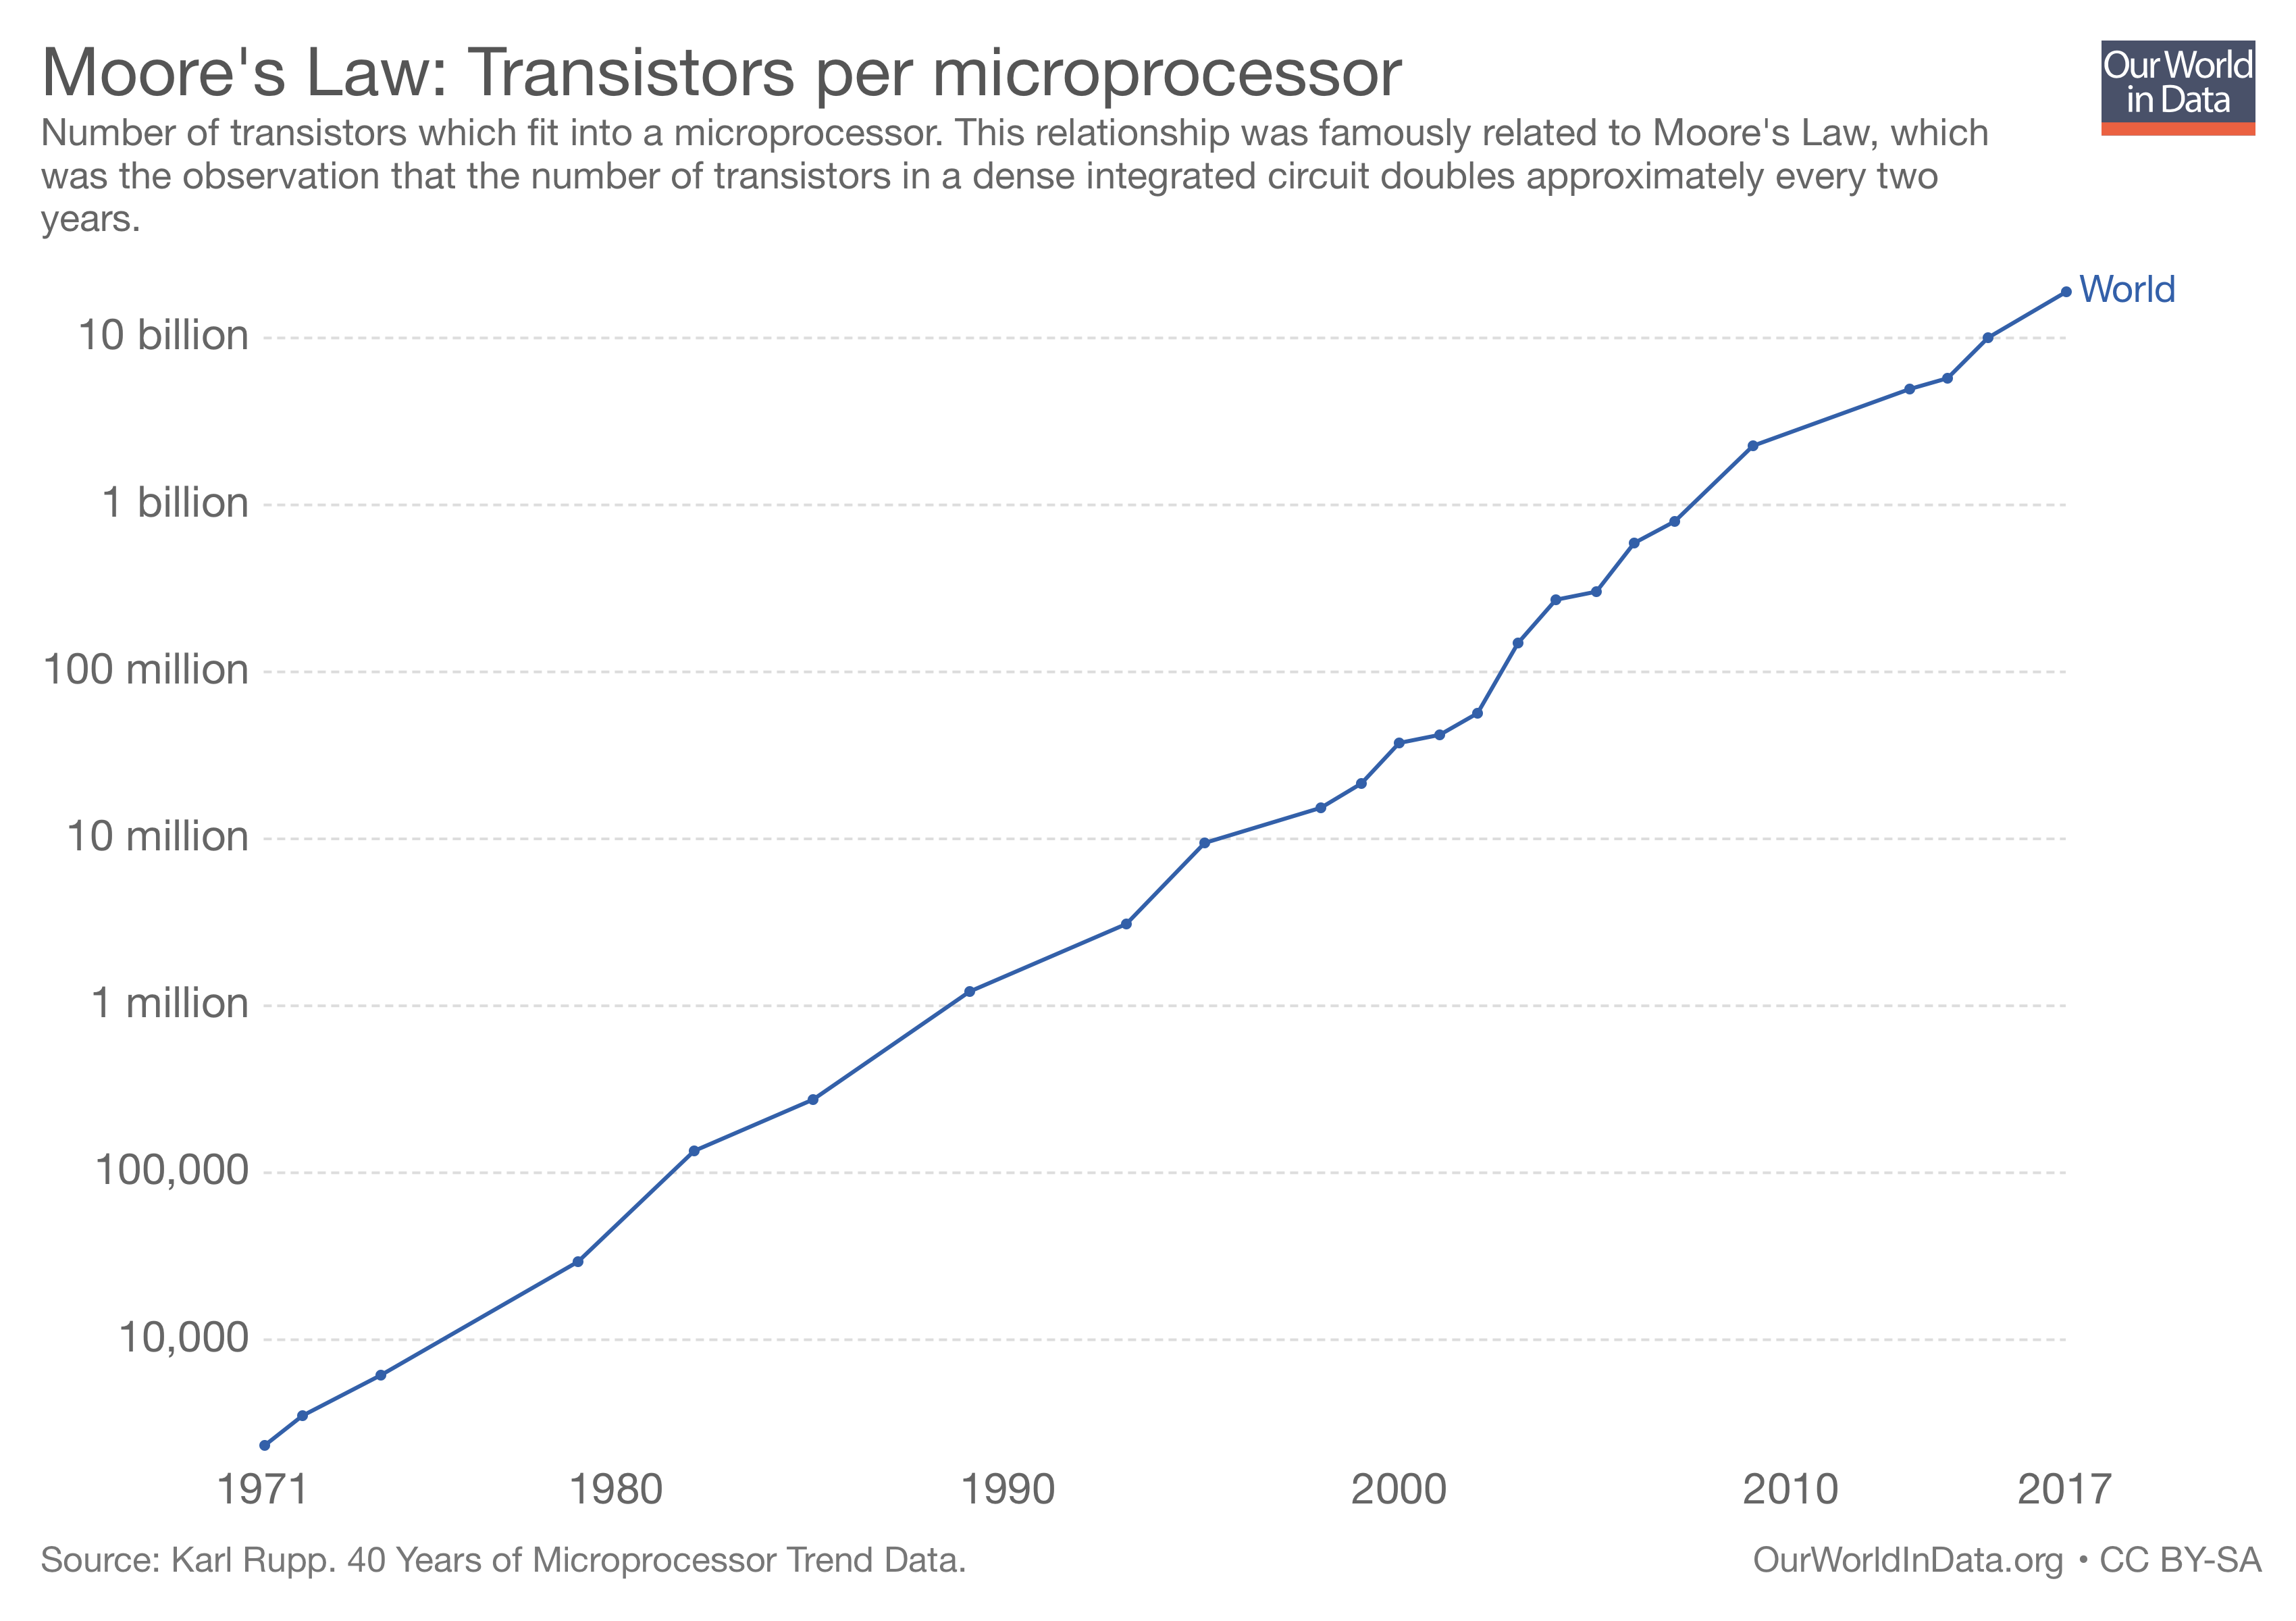 Moore's Law: Transistors per microprocessor
Our World
in Data
Number of transistors which fit into a microprocessor. This relationship was famously related to Moore's Law, which
was the observation that the number of transistors in a dense integrated circuit doubles approximately every two
years.
World
10 billion
1 billion
100 million
10 million
1 million
100,000
10,000
1971
1980
1990
2000
2010
2017
Source: Karl Rupp. 40 Years of Microprocessor Trend Data.
OurWorldInData.org • CC BY-SA